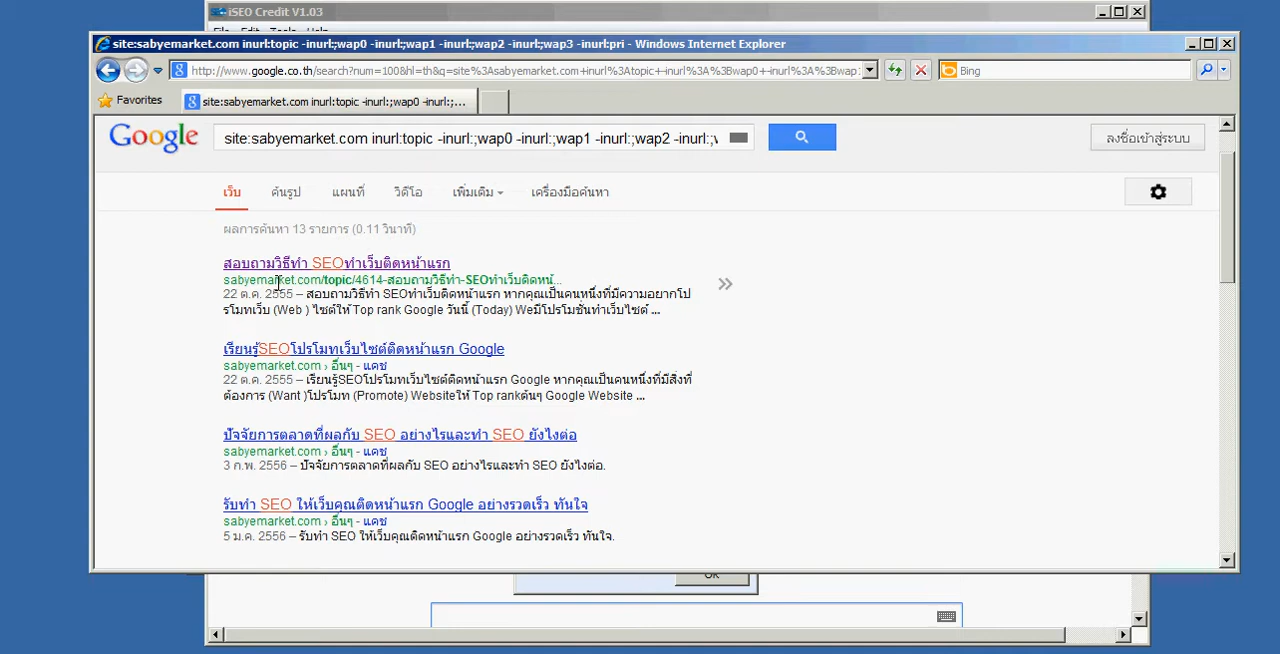 iSEO Credit V1.03
site:sabyemarket.com inurl:topic -inurl:;wap0 -inurl:;wap1 -inurl:;wap2 -inurl:;wap3 -inurl:pri - Windows Internet Explorer
http://www.google.co.th/search?num=100&hl=th&q=site%3Asabyemarket.com+inurl%3Atopic+-inurl%3A%3Bwap0+-inurl%3A%3Bwap1
Bing
Favorites
site:sabyemarket.com inurl:topic -inurl:;wap0 -inurl:;...
Google
site:sabyemarket.com inurl:topic -inurl:;wap0 -inurl:;wap1 -inurl:;wap2 -inurl:;v
ลงชื่อเข้าสู่ระบบ
เว็บ ค้นรูป แผนที่ วิดีโอ เพิ่มเติม เครื่องมือค้นหา
ผลการค้นหา 13 รายการ (0.11 วินาที)
สอบถามวิธีทำ SEOทำเว็บติดหน้าแรก
sabyemarket.com/topic/4614-สอบถามวิธีทำ-SEOทำเว็บติดหน้...
22 ต.ค. 2555 – สอบถามวิธีทำ SEOทำเว็บติดหน้าแรก หากคุณเป็นคนหนึ่งที่มีความอยากโป
รโมทเว็บ (Web ) ไซต์ให้ Top rank Google วันนี้ (Today) Weมีโปรโมชั่นทำเว็บไซต์ ...
เรียนรู้SEOโปรโมทเว็บไซต์ติดหน้าแรก Google
sabyemarket.com › อื่นๆ - แคช
22 ต.ค. 2555 – เรียนรู้SEOโปรโมทเว็บไซต์ติดหน้าแรก Google หากคุณเป็นคนหนึ่งที่มีสิ่งที่
ต้องการ (Want )โปรโมท (Promote) Websiteให้ Top rankต้นๆ Google Website ...
ปัจจัยการตลาดที่ผลกับ SEO อย่างไรและทำ SEO ยังไงต่อ
sabyemarket.com › อื่นๆ - แคช
3 ก.พ. 2556 – ปัจจัยการตลาดที่ผลกับ SEO อย่างไรและทำ SEO ยังไงต่อ.
รับทำ SEO ให้เว็บคุณติดหน้าแรก Google อย่างรวดเร็ว ทันใจ
sabyemarket.com › อื่นๆ - แคช
5 ม.ค. 2556 – รับทำ SEO ให้เว็บคุณติดหน้าแรก Google อย่างรวดเร็ว ทันใจ.
OK